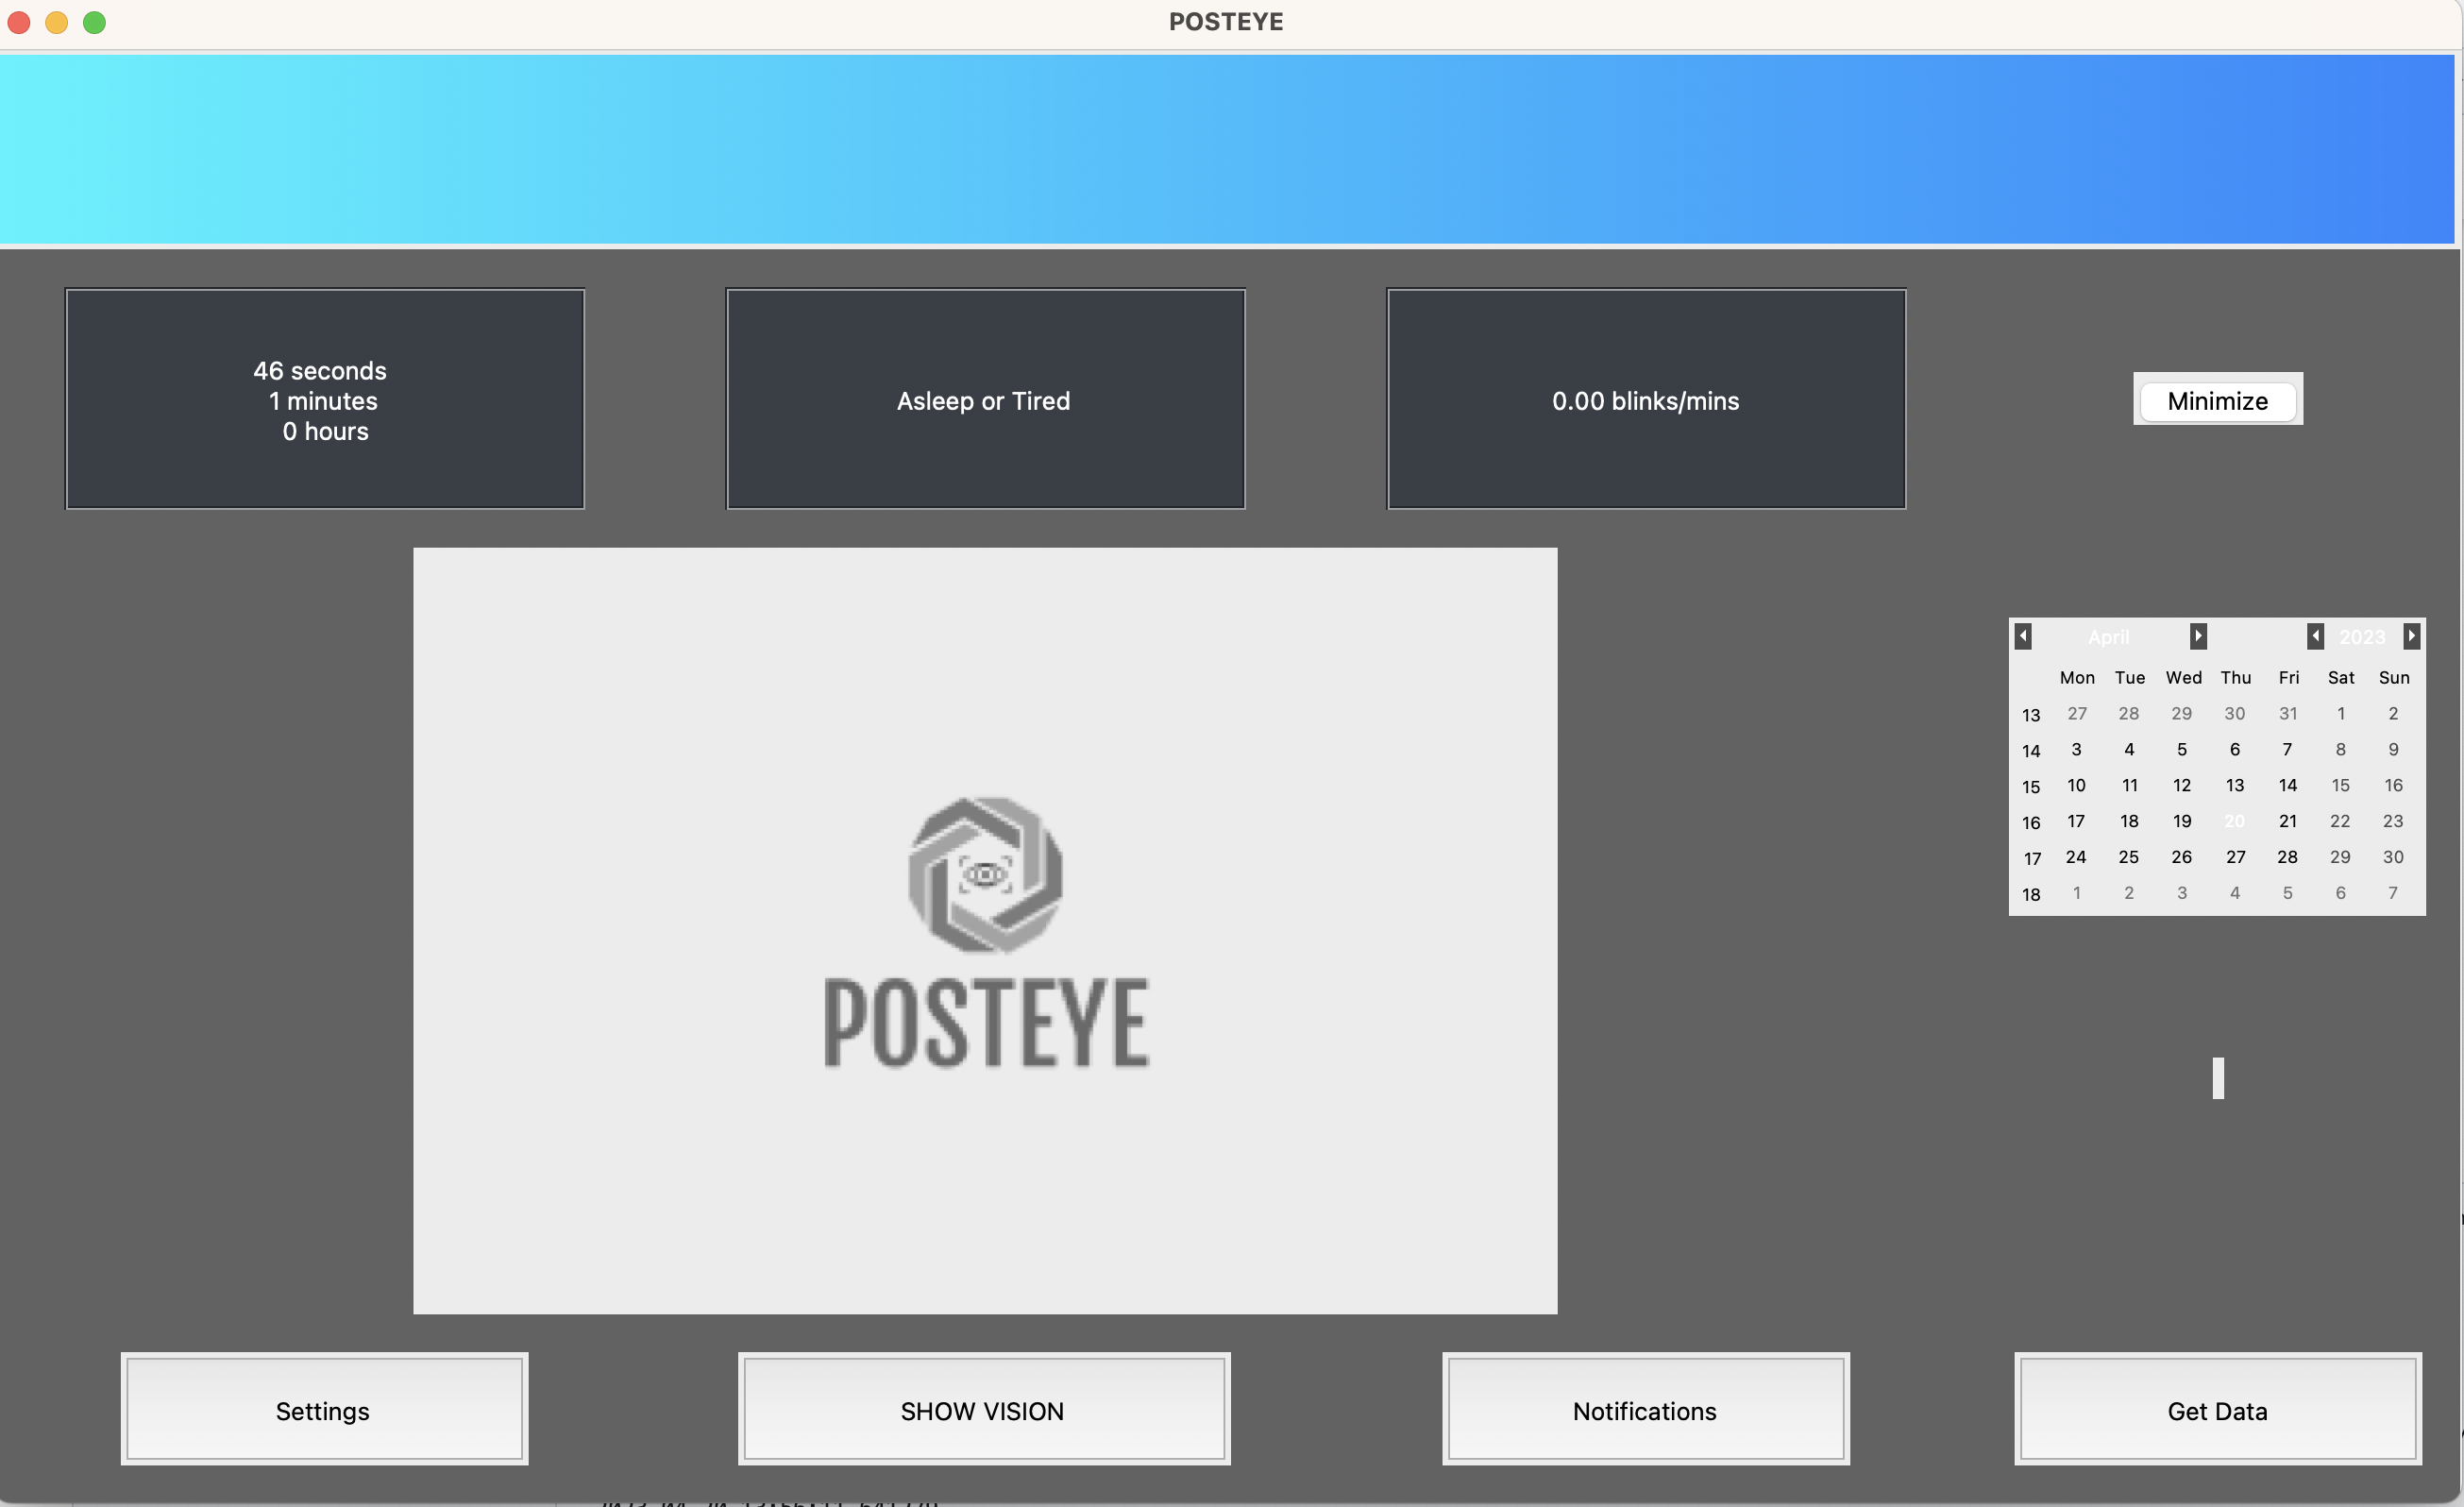 POSTEYE
46 seconds
1 minutes
0 hours
Asleep or Tired
0.00 blinks/mins
Minimize
April 2023
Mon Tue Wed Thu Fri Sat Sun
13 27 28 29 30 31 1 2
14 3 4 5 6 7 8 9
15 10 11 12 13 14 15 16
16 17 18 19 20 21 22 23
17 24 25 26 27 28 29 30
18 1 2 3 4 5 6 7
POSTEYE
Settings
SHOW VISION
Notifications
Get Data